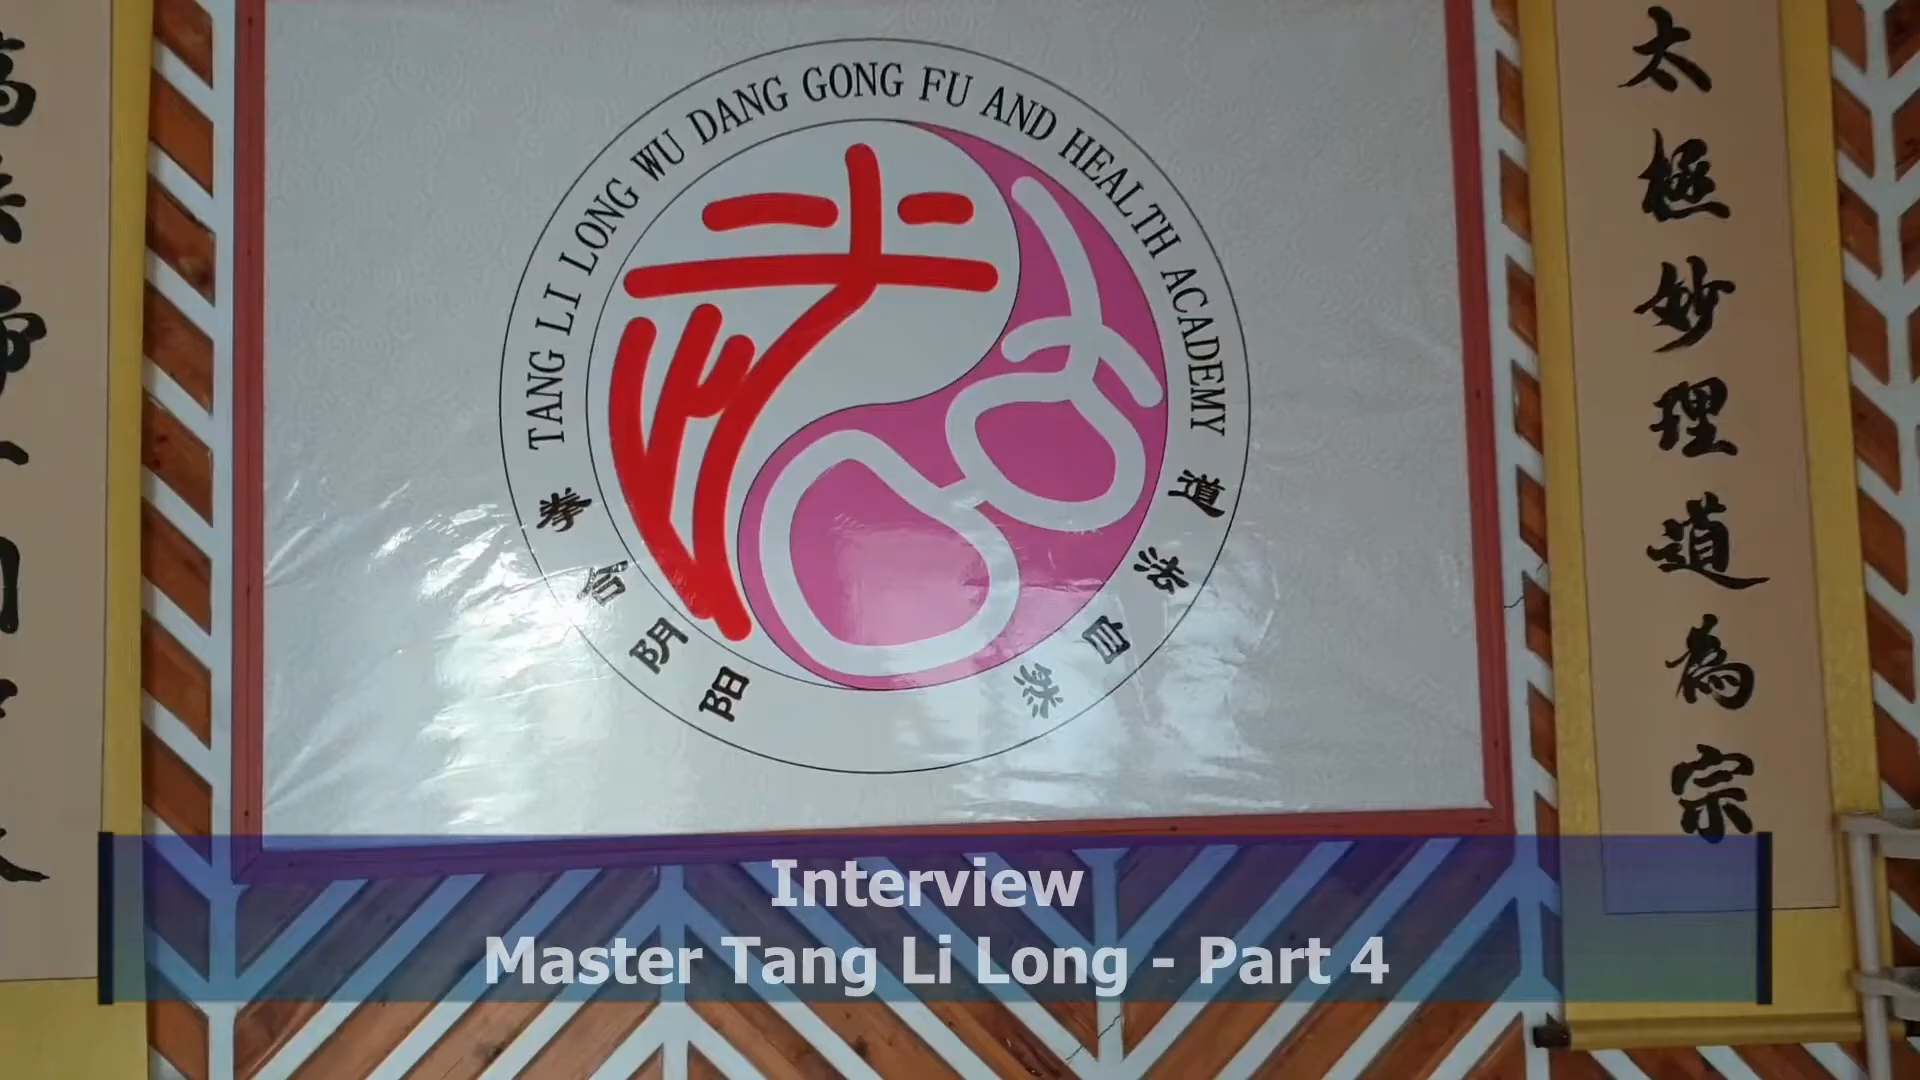 TANG LI LONG WU DANG GONG FU AND HEALTH ACADEMY
拳合阴阳
道法自然
太極妙理道為宗
Interview
Master Tang Li Long - Part 4